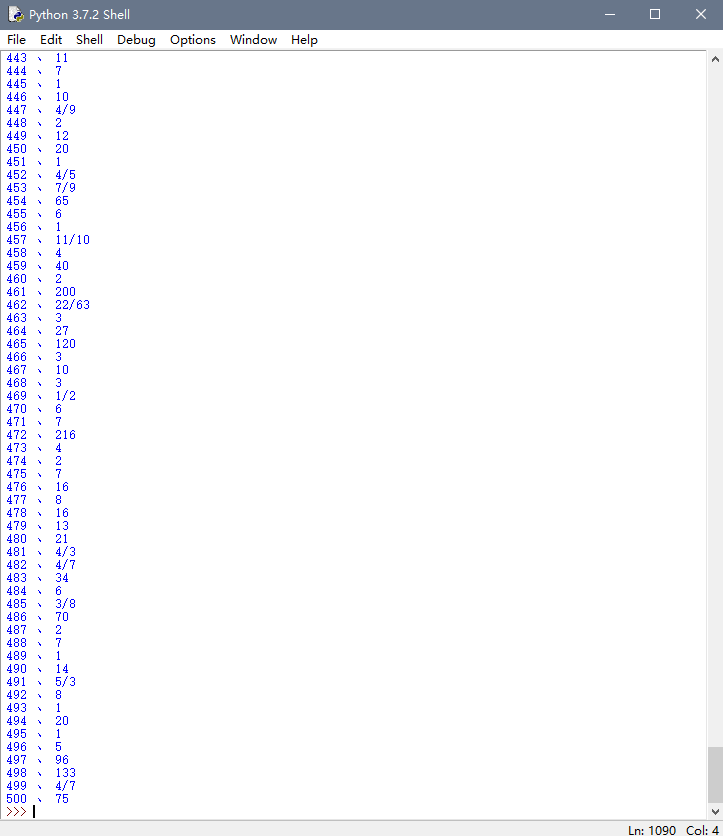 Python 3.7.2 Shell
File Edit Shell Debug Options Window Help
443 、 11
444 、 7
445 、 1
446 、 10
447 、 4/9
448 、 2
449 、 12
450 、 20
451 、 1
452 、 4/5
453 、 7/9
454 、 65
455 、 6
456 、 1
457 、 11/10
458 、 4
459 、 40
460 、 2
461 、 200
462 、 22/63
463 、 3
464 、 27
465 、 120
466 、 3
467 、 10
468 、 3
469 、 1/2
470 、 6
471 、 7
472 、 216
473 、 4
474 、 2
475 、 7
476 、 16
477 、 8
478 、 16
479 、 13
480 、 21
481 、 4/3
482 、 4/7
483 、 34
484 、 6
485 、 3/8
486 、 70
487 、 2
488 、 7
489 、 1
490 、 14
491 、 5/3
492 、 8
493 、 1
494 、 20
495 、 1
496 、 5
497 、 96
498 、 133
499 、 4/7
500 、 75
>>>
Ln: 1090 Col: 4